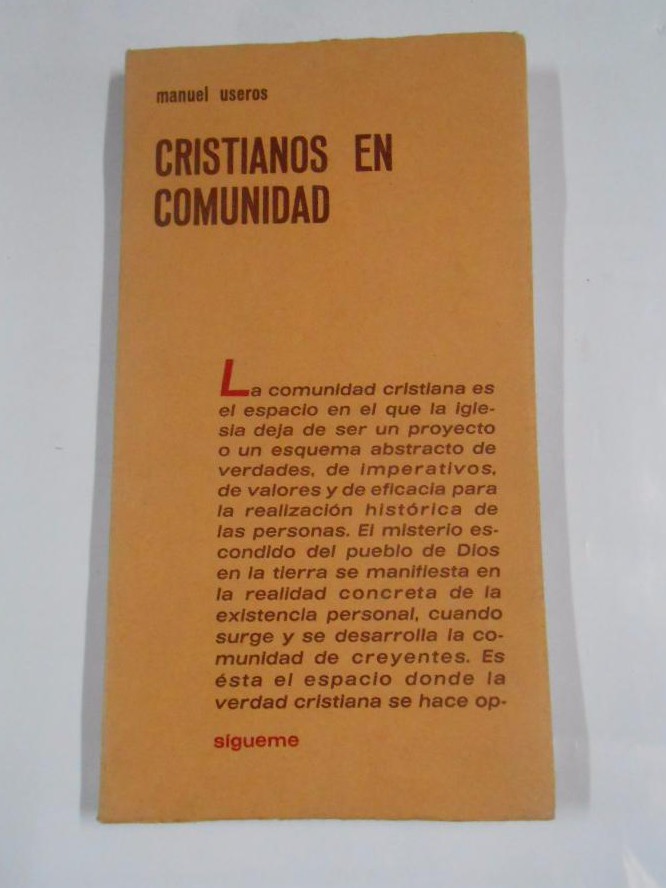 manuel useros
CRISTIANOS EN
COMUNIDAD
La comunidad cristiana es
el espacio en el que la igle-
sia deja de ser un proyecto
o un esquema abstracto de
verdades, de imperativos,
de valores y de eficacia para
la realización histórica de
las personas. El misterio es-
condido del pueblo de Dios
en la tierra se manifiesta en
la realidad concreta de la
existencia personal, cuando
surge y se desarrolla la co-
munidad de creyentes. Es
ésta el espacio donde la
verdad cristiana se hace op-
sígueme